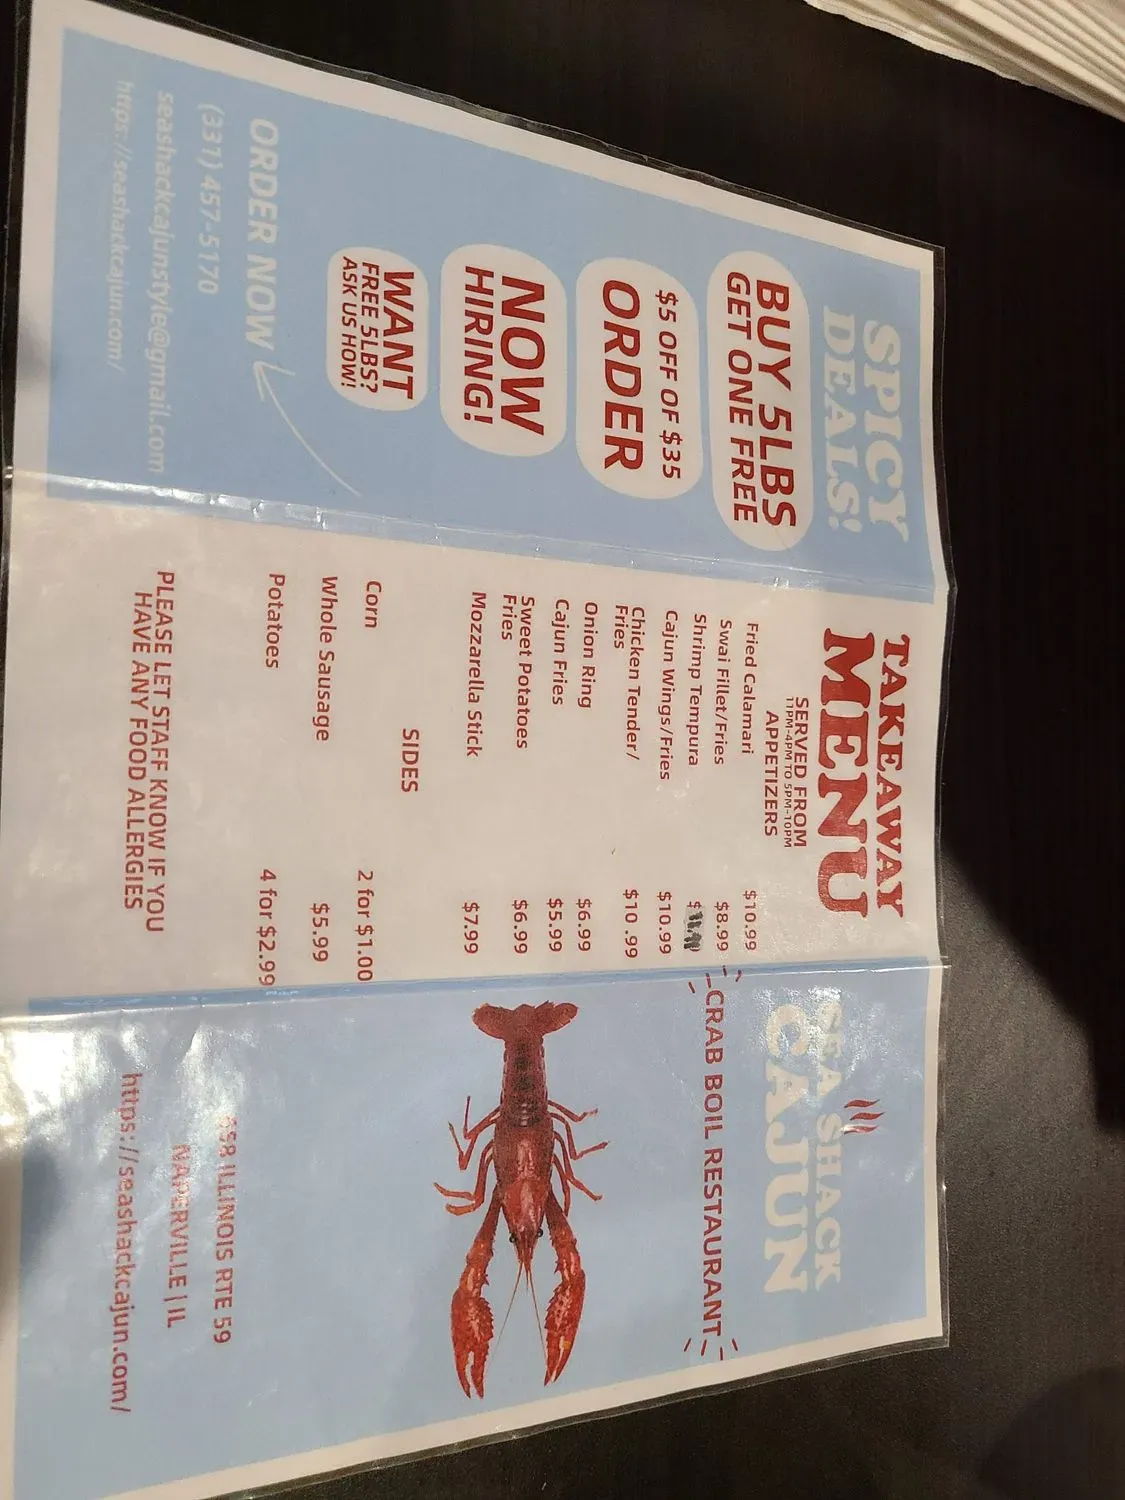 SPICY
DEALS!
BUY 5LBS
GET ONE FREE
$5 OFF OF $35
ORDER
NOW
HIRING!
WANT
FREE 5LBS?
ASK US HOW!
ORDER NOW
(331) 457-5170
seashackcajunstyle@gmail.com
https://seashackcajun.com/
TAKEAWAY
MENU
SERVED FROM
11PM-4PM TO 5PM-10PM
APPETIZERS
Fried Calamari $10.99
Swai Fillet/Fries $8.99
Shrimp Tempura $11.99
Cajun Wings/Fries $10.99
Chicken Tender/ $10 .99
Fries
Onion Ring $6.99
Cajun Fries $5.99
Sweet Potatoes $6.99
Fries
Mozzarella Stick $7.99
SIDES
Corn 2 for $1.00
Whole Sausage $5.99
Potatoes 4 for $2.99
PLEASE LET STAFF KNOW IF YOU
HAVE ANY FOOD ALLERGIES
SEA SHACK
CAJUN
CRAB BOIL RESTAURANT
ILLINOIS RTE 59
NAPERVILLE | IL
https://seashackcajun.com/